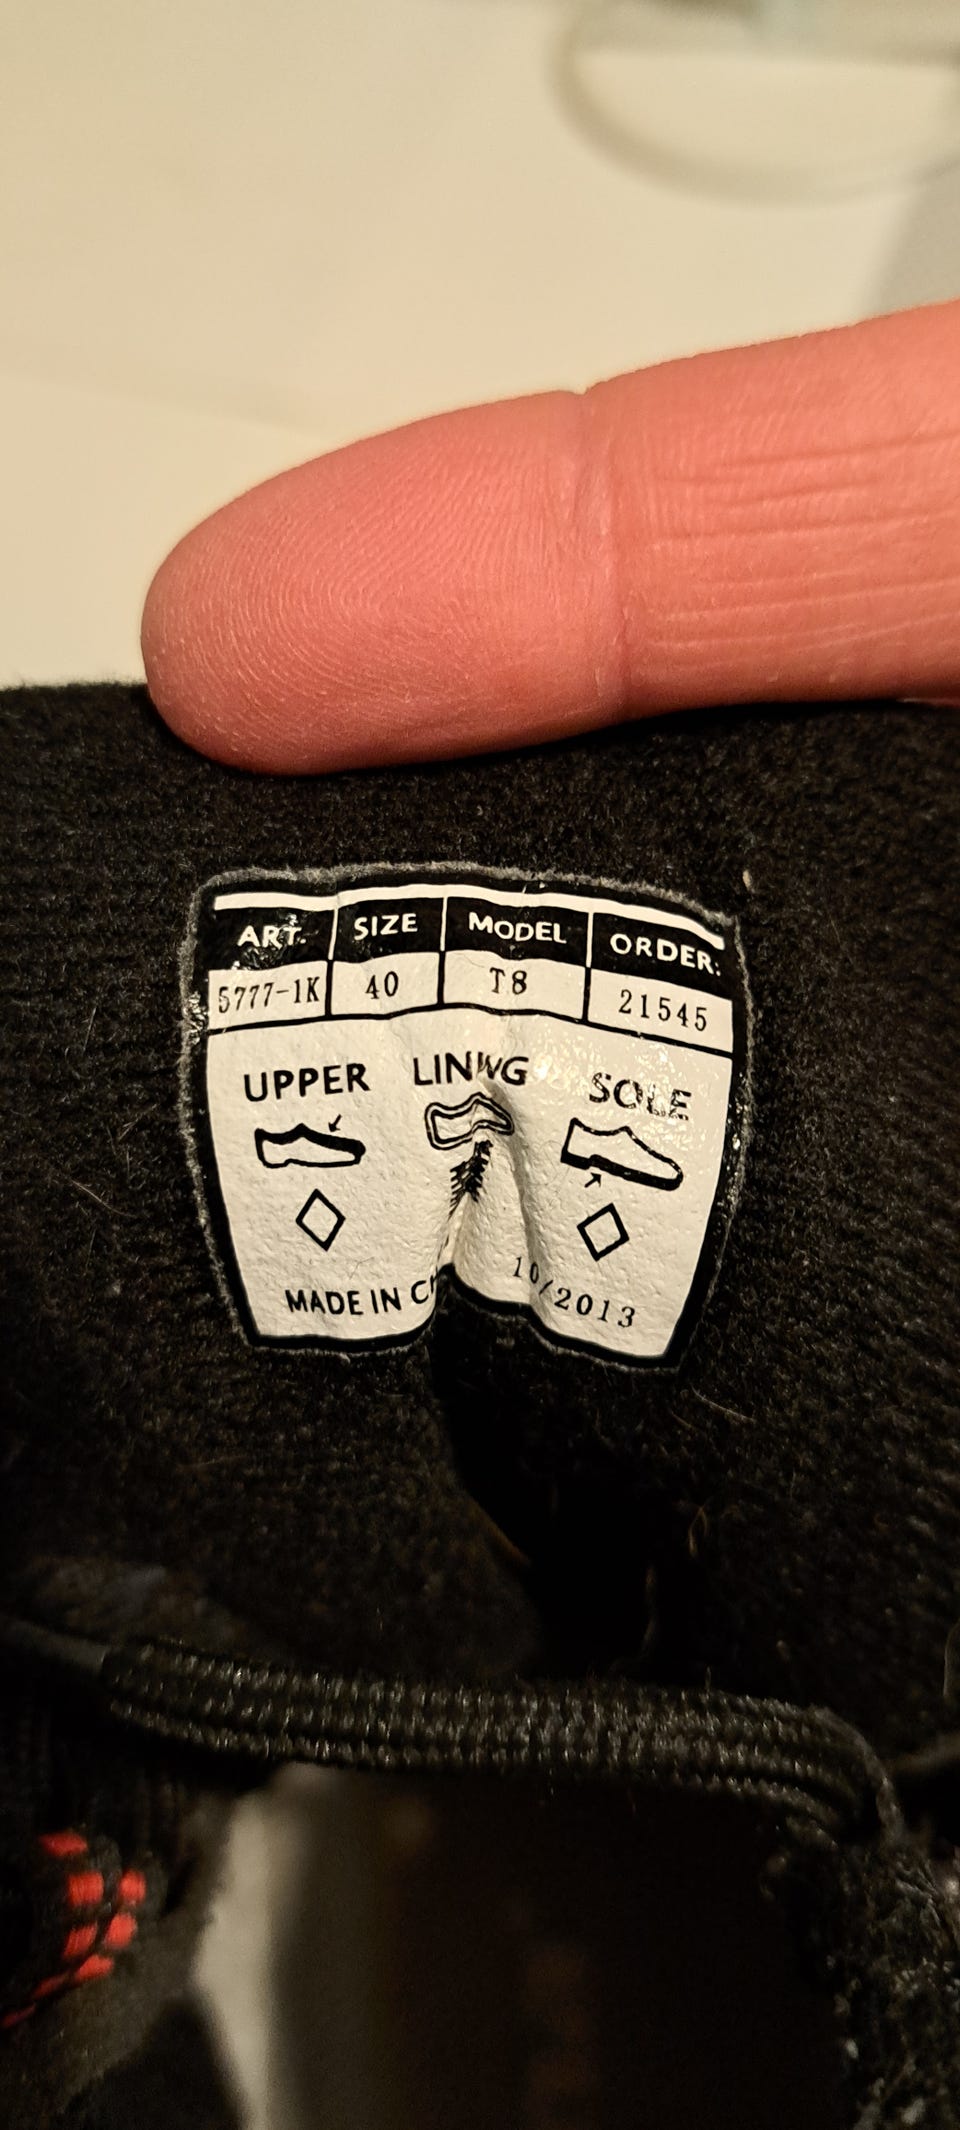 ART. SIZE MODEL ORDER:
5777-1K 40 T8 21545
UPPER LINING SOLE
MADE IN C
10/2013